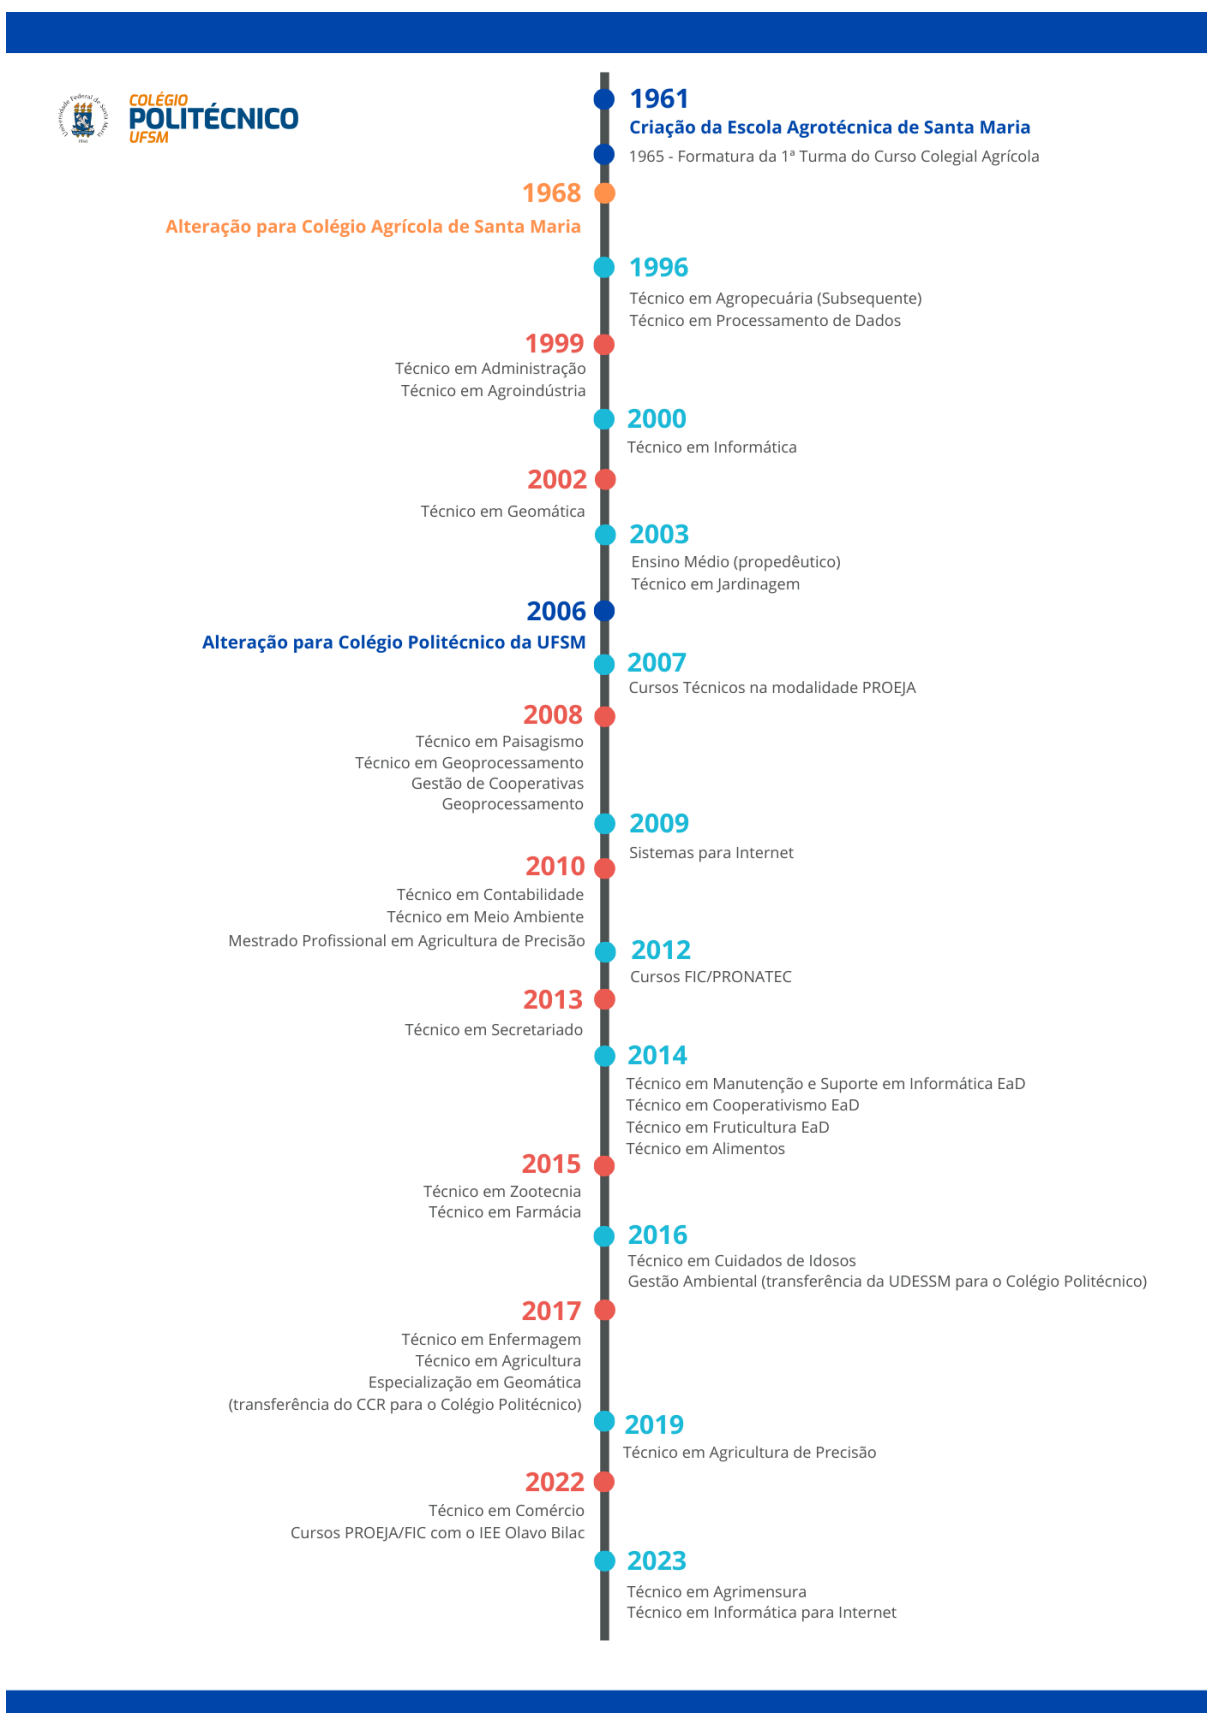 Universidade Federal de Santa Maria
1960
COLÉGIO
POLITÉCNICO
UFSM
1961
Criação da Escola Agrotécnica de Santa Maria
1965 - Formatura da 1ª Turma do Curso Colegial Agrícola
1968
Alteração para Colégio Agrícola de Santa Maria
1996
Técnico em Agropecuária (Subsequente)
Técnico em Processamento de Dados
1999
Técnico em Administração
Técnico em Agroindústria
2000
Técnico em Informática
2002
Técnico em Geomática
2003
Ensino Médio (propedêutico)
Técnico em Jardinagem
2006
Alteração para Colégio Politécnico da UFSM
2007
Cursos Técnicos na modalidade PROEJA
2008
Técnico em Paisagismo
Técnico em Geoprocessamento
Gestão de Cooperativas
Geoprocessamento
2009
Sistemas para Internet
2010
Técnico em Contabilidade
Técnico em Meio Ambiente
Mestrado Profissional em Agricultura de Precisão
2012
Cursos FIC/PRONATEC
2013
Técnico em Secretariado
2014
Técnico em Manutenção e Suporte em Informática EaD
Técnico em Cooperativismo EaD
Técnico em Fruticultura EaD
Técnico em Alimentos
2015
Técnico em Zootecnia
Técnico em Farmácia
2016
Técnico em Cuidados de Idosos
Gestão Ambiental (transferência da UDESSM para o Colégio Politécnico)
2017
Técnico em Enfermagem
Técnico em Agricultura
Especialização em Geomática
(transferência do CCR para o Colégio Politécnico)
2019
Técnico em Agricultura de Precisão
2022
Técnico em Comércio
Cursos PROEJA/FIC com o IEE Olavo Bilac
2023
Técnico em Agrimensura
Técnico em Informática para Internet